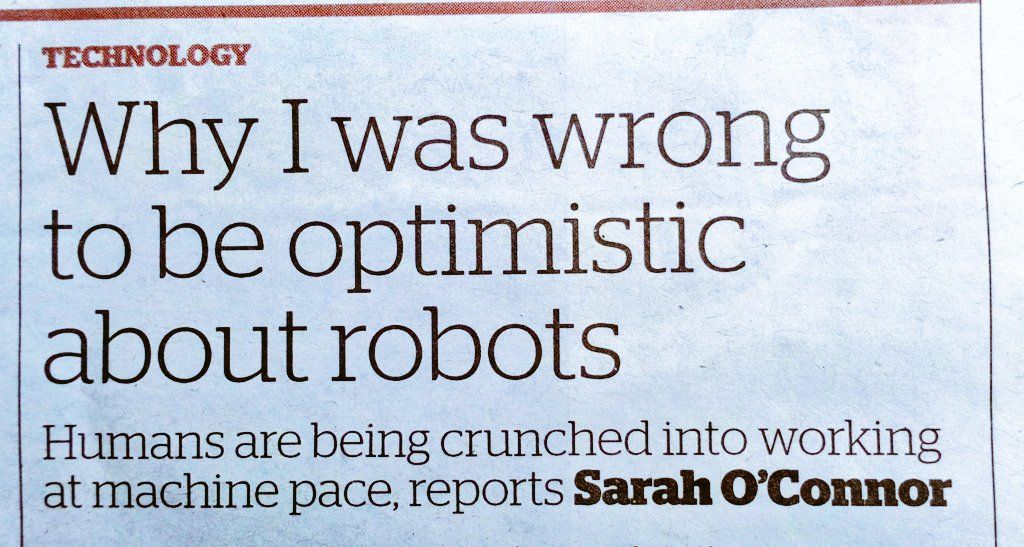 TECHNOLOGY
Why I was wrong
to be optimistic
about robots
Humans are being crunched into working
at machine pace, reports Sarah O’Connor